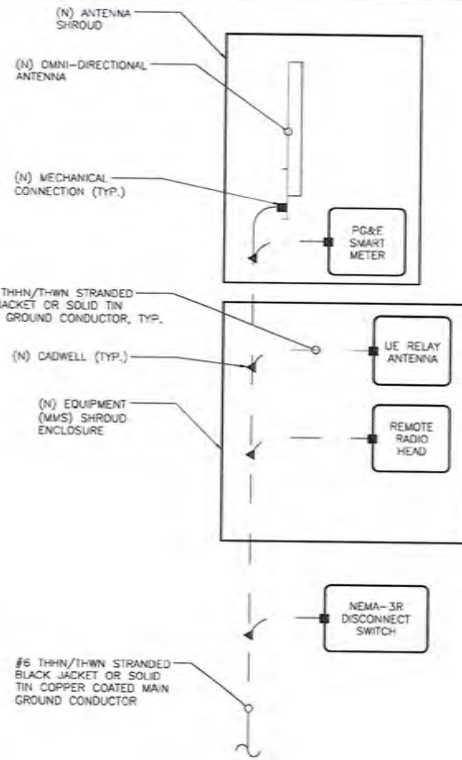 (N) ANTENNA
SHROUD
(N) OMNI-DIRECTIONAL
ANTENNA
(N) MECHANICAL
CONNECTION (TYP.)
PG&E
SMART
METER
THHN/THWN STRANDED
JACKET OR SOLID TIN
GROUND CONDUCTOR, TYP.
UE RELAY
ANTENNA
(N) CADWELL (TYP.)
(N) EQUIPMENT
(MMS) SHROUD
ENCLOSURE
REMOTE
RADIO
HEAD
NEMA-3R
DISCONNECT
SWITCH
#6 THHN/THWN STRANDED
BLACK JACKET OR SOLID
TIN COPPER COATED MAIN
GROUND CONDUCTOR